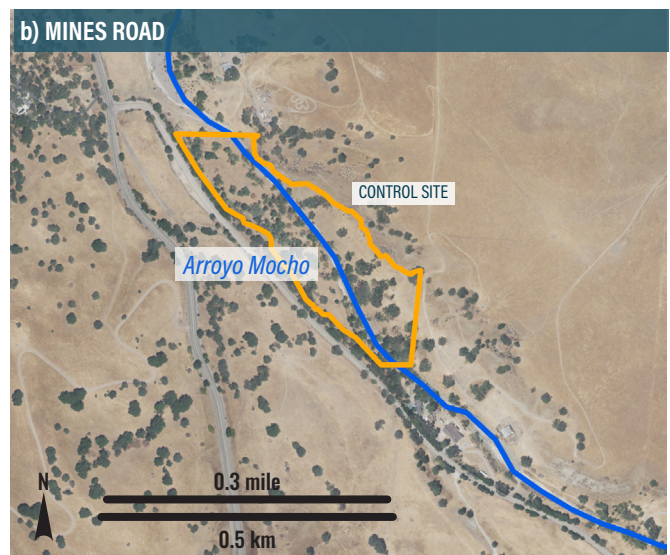 b) MINES ROAD
CONTROL SITE
Arroyo Mocho
N
0.3 mile
0.5 km